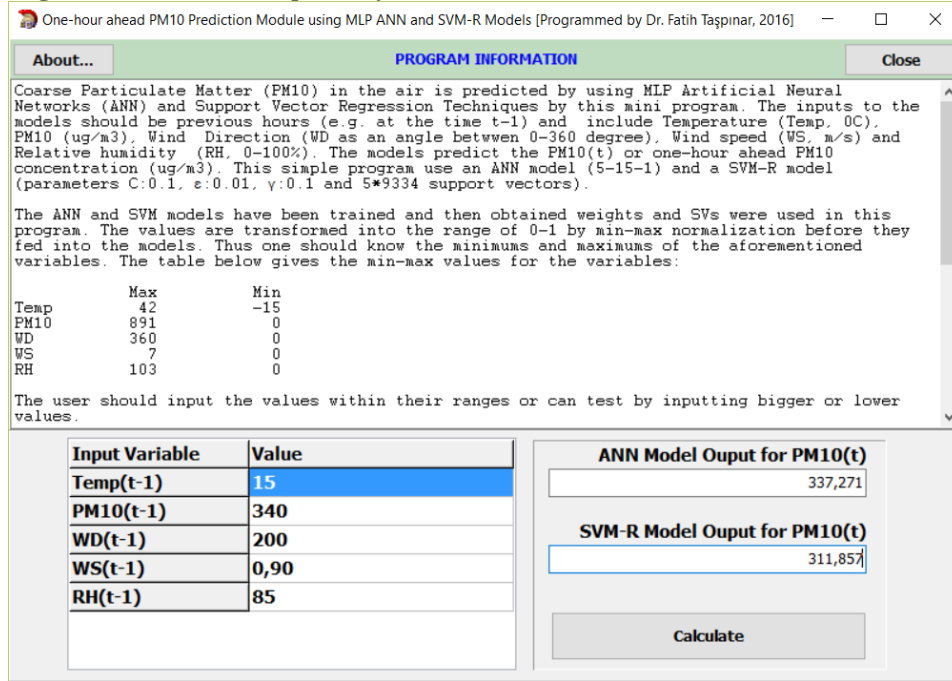 One-hour ahead PM10 Prediction Module using MLP ANN and SVM-R Models [Programmed by Dr. Fatih Taşpınar, 2016]
About... PROGRAM INFORMATION Close
Coarse Particulate Matter (PM10) in the air is predicted by using MLP Artificial Neural
Networks (ANN) and Support Vector Regression Techniques by this mini program. The inputs to the
models should be previous hours (e.g. at the time t-1) and include Temperature (Temp, 0C),
PM10 (ug/m3), Wind Direction (WD as an angle betwven 0-360 degree), Wind speed (WS, m/s) and
Relative humidity (RH, 0-100%). The models predict the PM10(t) or one-hour ahead PM10
concentration (ug/m3). This simple program use an ANN model (5-15-1) and a SVM-R model
(parameters C:0.1, ε:0.01, γ:0.1 and 5*9334 support vectors).
The ANN and SVM models have been trained and then obtained weights and SVs were used in this
program. The values are transformed into the range of 0-1 by min-max normalization before they
fed into the models. Thus one should know the minimums and maximums of the aforementioned
variables. The table below gives the min-max values for the variables:
Max Min
Temp 42 -15
PM10 891 0
WD 360 0
WS 7 0
RH 103 0
The user should input the values within their ranges or can test by inputting bigger or lower
values.
Input Variable Value
Temp(t-1) 15
PM10(t-1) 340
WD(t-1) 200
WS(t-1) 0,90
RH(t-1) 85
ANN Model Ouput for PM10(t)
337,271
SVM-R Model Ouput for PM10(t)
311,857
Calculate